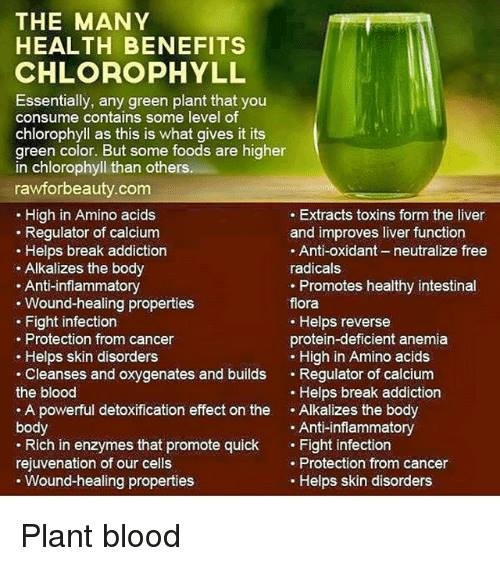 THE MANY
HEALTH BENEFITS
CHLOROPHYLL
Essentially, any green plant that you
consume contains some level of
chlorophyll as this is what gives it its
green color. But some foods are higher
in chlorophyll than others.
rawforbeauty.com
• High in Amino acids
• Regulator of calcium
• Helps break addiction
• Alkalizes the body
• Anti-inflammatory
• Wound-healing properties
• Fight infection
• Protection from cancer
• Helps skin disorders
• Cleanses and oxygenates and builds
the blood
• A powerful detoxification effect on the
body
• Rich in enzymes that promote quick
rejuvenation of our cells
• Wound-healing properties
• Extracts toxins form the liver
and improves liver function
• Anti-oxidant – neutralize free
radicals
• Promotes healthy intestinal
flora
• Helps reverse
protein-deficient anemia
• High in Amino acids
• Regulator of calcium
• Helps break addiction
• Alkalizes the body
• Anti-inflammatory
• Fight infection
• Protection from cancer
• Helps skin disorders
Plant blood